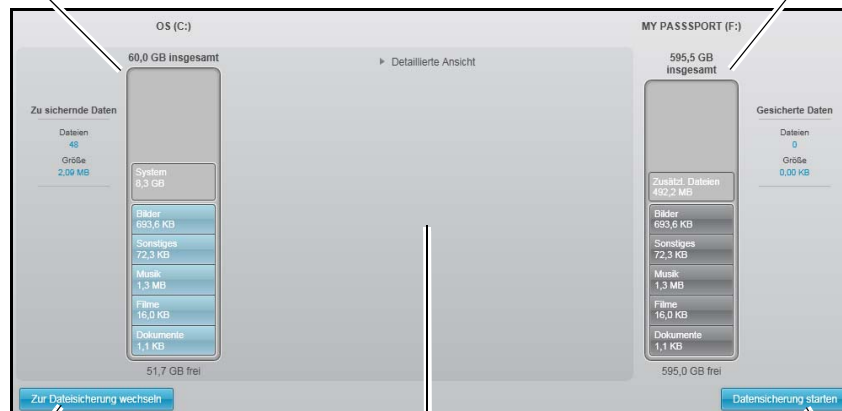 OS (C:)
MY PASSSPORT (F:)
60,0 GB insgesamt
Detaillierte Ansicht
595,5 GB
insgesamt
Zu sichernde Daten
Dateien
48
Größe
2,09 MB
System
8,3 GB
Bilder
693,6 KB
Sonstiges
72,3 KB
Musik
1,3 MB
Filme
16,0 KB
Dokumente
1,1 KB
51,7 GB frei
Zusätzl. Dateien
492,2 MB
Bilder
693,6 KB
Sonstiges
72,3 KB
Musik
1,3 MB
Filme
16,0 KB
Dokumente
1,1 KB
595,0 GB frei
Gesicherte Daten
Dateien
0
Größe
0,00 KB
Zur Dateisicherung wechseln
Datensicherung starten